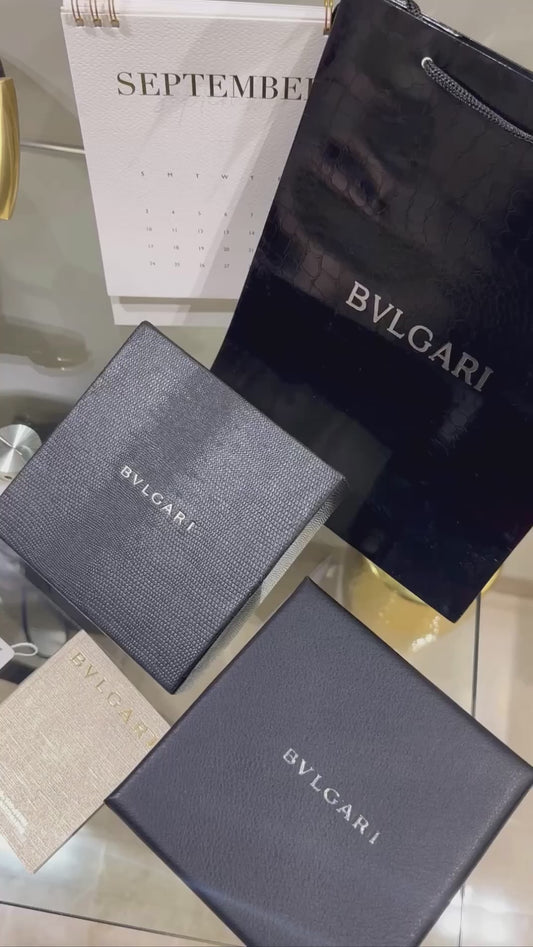 SEPTEMBE
S M T W T
3 4 5 6 7
10 11 12 13 14
17 18 19 20 21
24 25 26 27 28
BVLGARI
BVLGARI
BVLGARI
BVLGARI